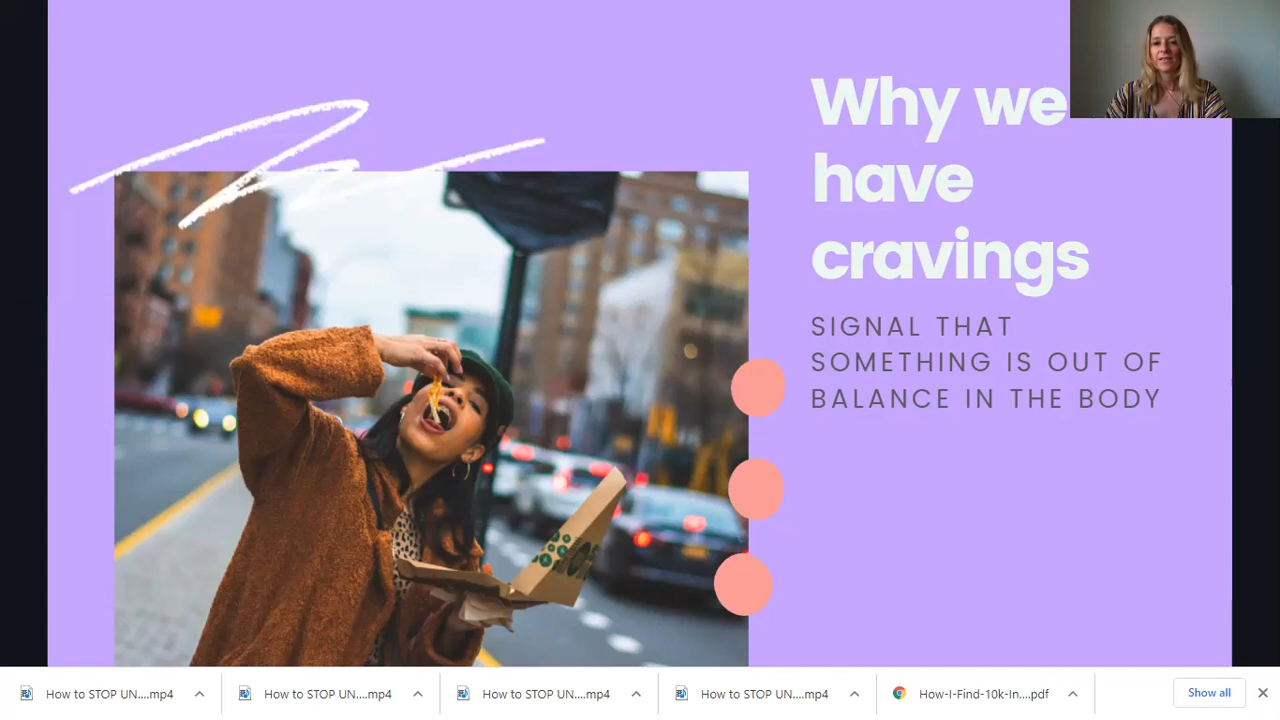 Why we
have
cravings
SIGNAL THAT
SOMETHING IS OUT OF
BALANCE IN THE BODY
How to STOP UN....mp4
How to STOP UN....mp4
How to STOP UN....mp4
How to STOP UN....mp4
How-I-Find-10k-In....pdf
Show all